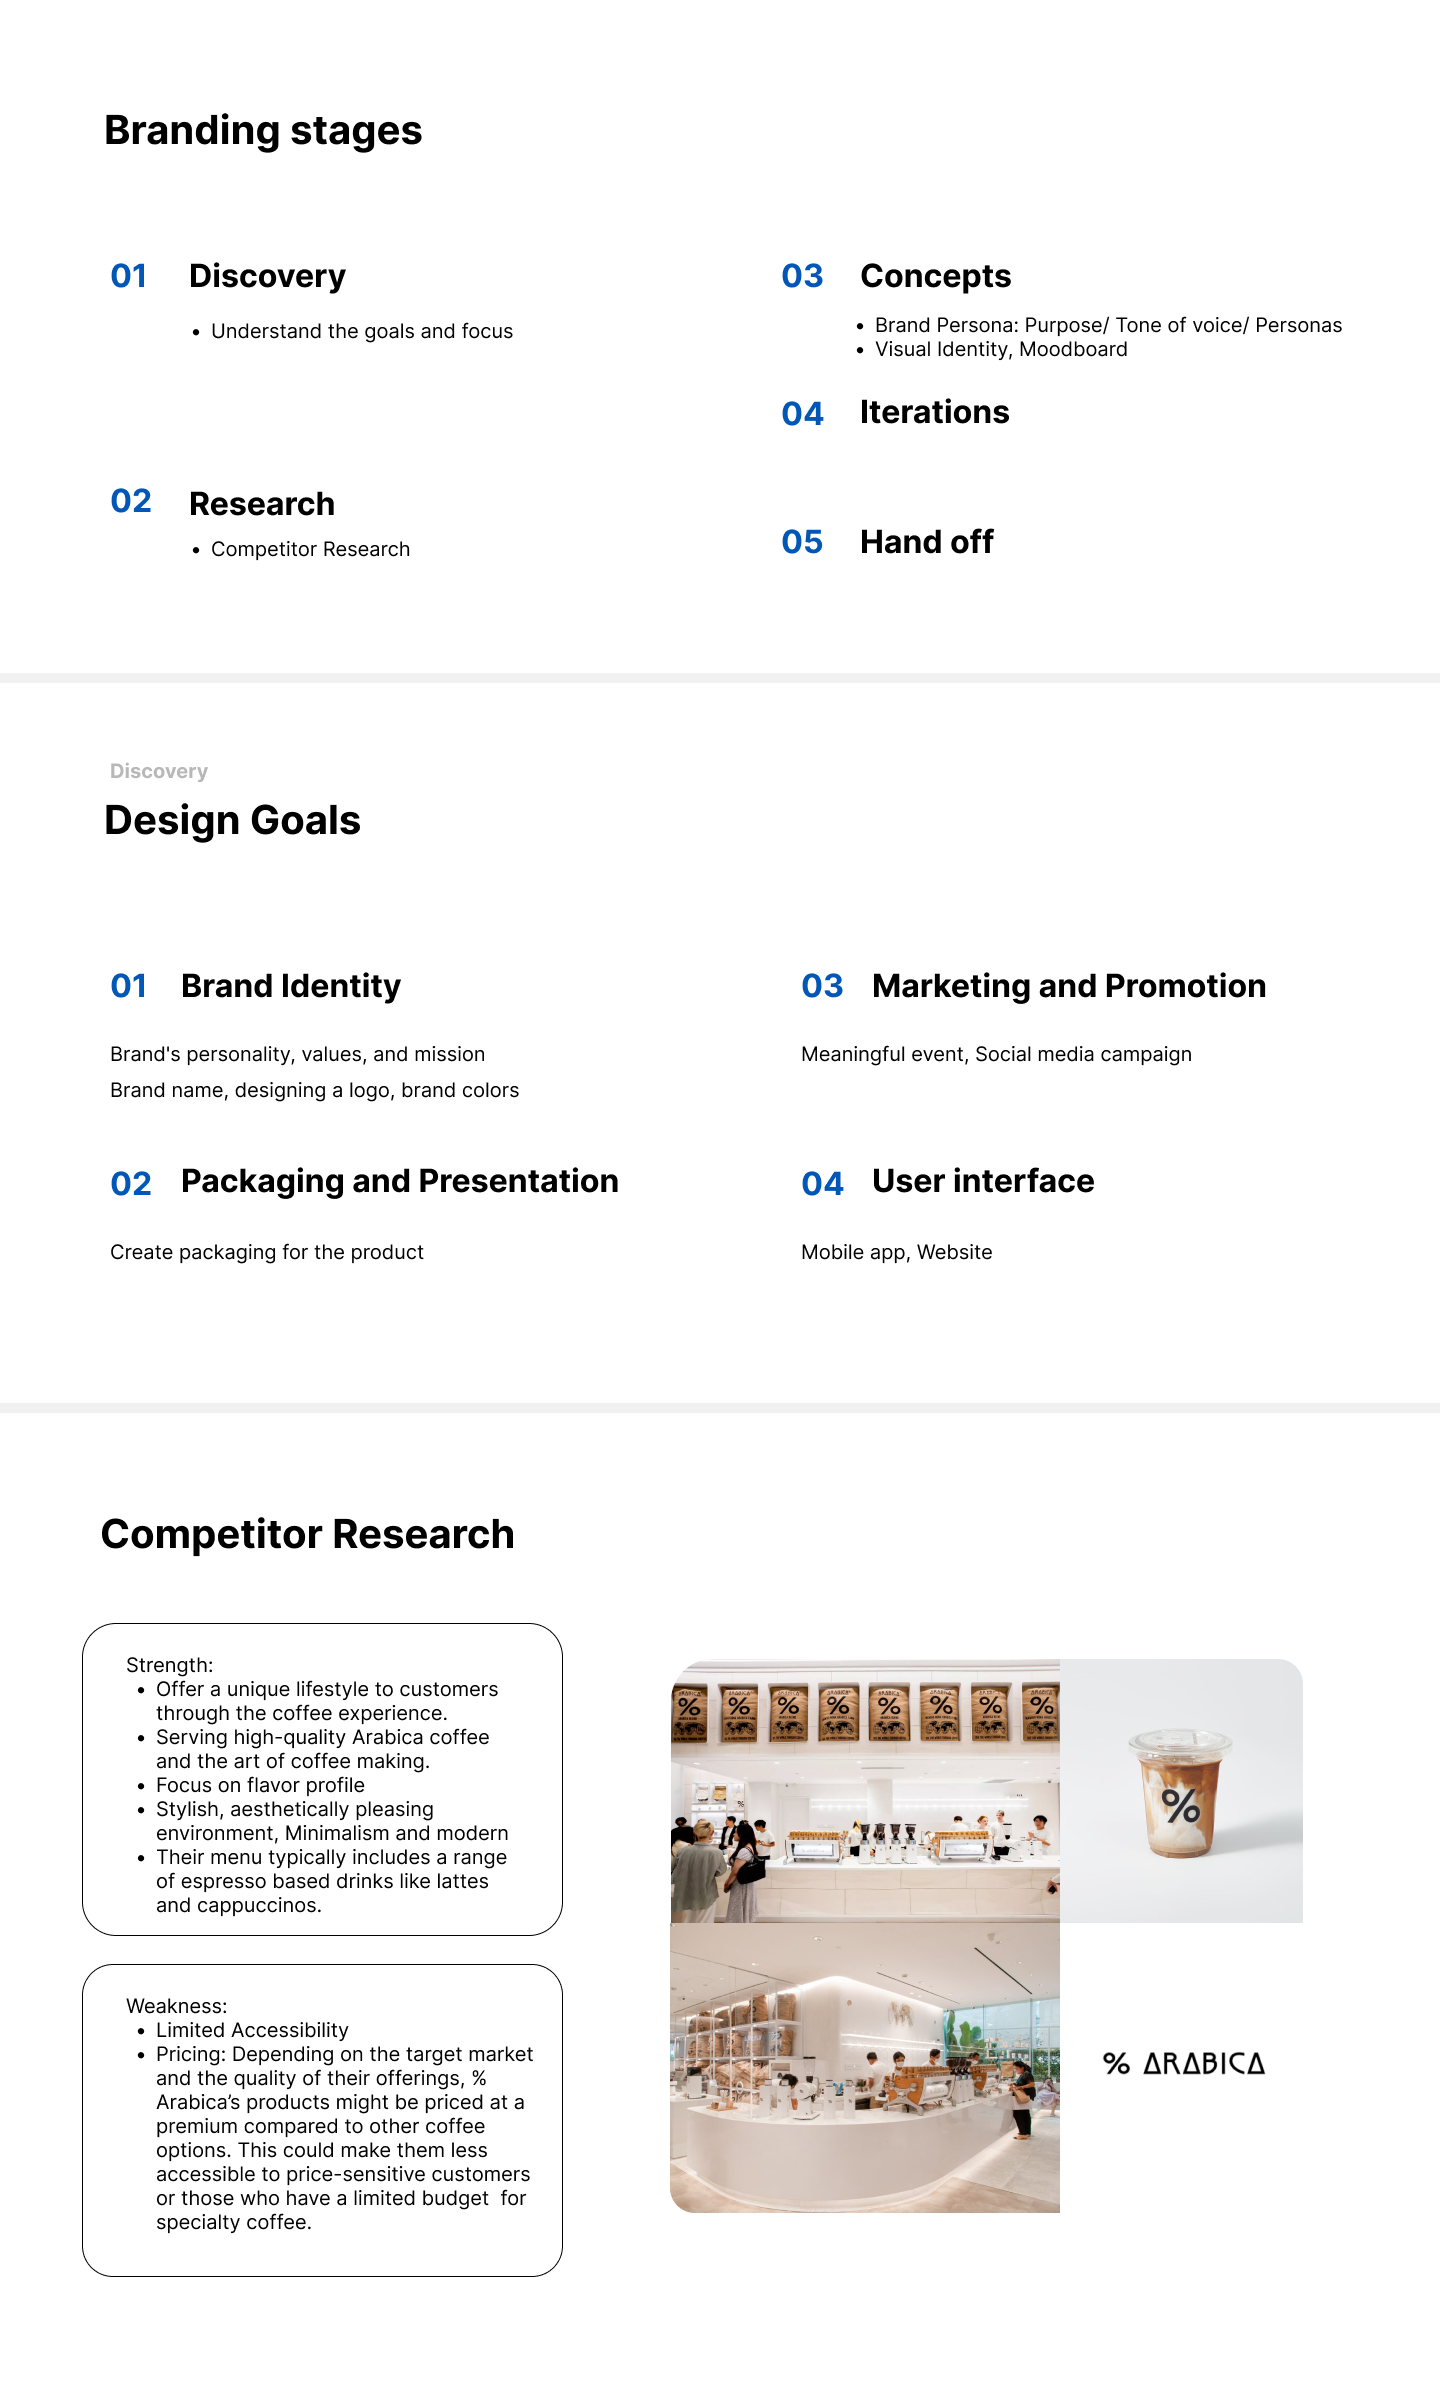 Branding stages
01 Discovery
• Understand the goals and focus
02 Research
• Competitor Research
03 Concepts
• Brand Persona: Purpose/ Tone of voice/ Personas
• Visual Identity, Moodboard
04 Iterations
05 Hand off
Discovery
Design Goals
01 Brand Identity
Brand's personality, values, and mission
Brand name, designing a logo, brand colors
02 Packaging and Presentation
Create packaging for the product
03 Marketing and Promotion
Meaningful event, Social media campaign
04 User interface
Mobile app, Website
Competitor Research
Strength:
• Offer a unique lifestyle to customers
through the coffee experience.
• Serving high-quality Arabica coffee
and the art of coffee making.
• Focus on flavor profile
• Stylish, aesthetically pleasing
environment, Minimalism and modern
• Their menu typically includes a range
of espresso based drinks like lattes
and cappuccinos.
Weakness:
• Limited Accessibility
• Pricing: Depending on the target market
and the quality of their offerings, %
Arabica’s products might be priced at a
premium compared to other coffee
options. This could make them less
accessible to price-sensitive customers
or those who have a limited budget  for
specialty coffee.
ARABICA ARABICA ARABICA ARABICA ARABICA ARABICA ARABICA ARABICA
% % % % % % % %
%
% ARABICA